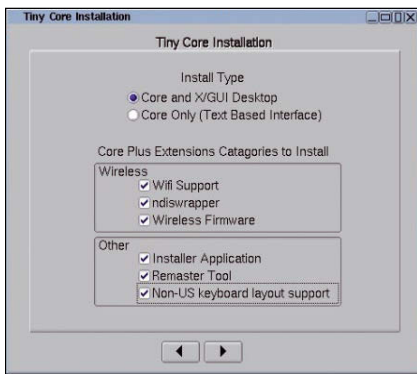 Tiny Core Installation
Tiny Core Installation
Install Type
Core and X/GUI Desktop
Core Only (Text Based Interface)
Core Plus Extensions Catagories to Install
Wireless
Wifi Support
ndiswrapper
Wireless Firmware
Other
Installer Application
Remaster Tool
Non-US keyboard layout support